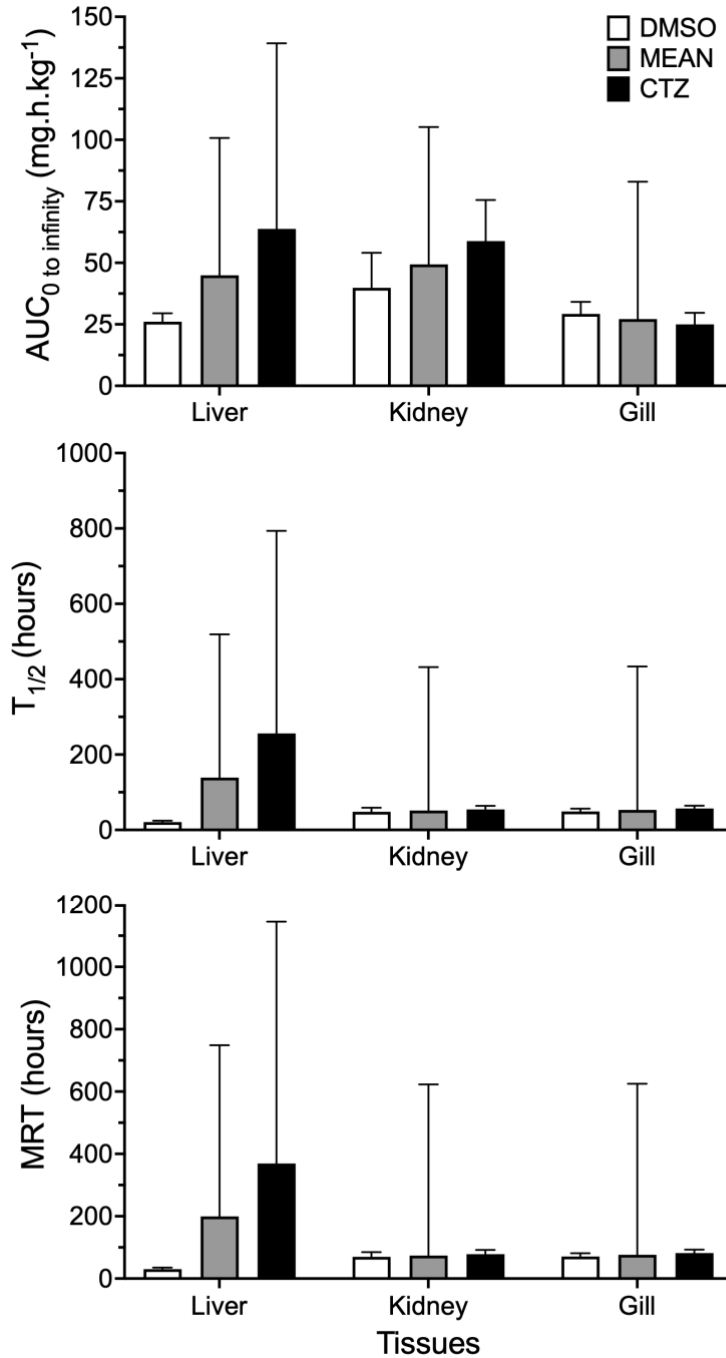 AUC0 to infinity (mg.h.kg-1)
150
125
100
75
50
25
0
DMSO
MEAN
CTZ
Liver Kidney Gill
T1/2 (hours)
1000
800
600
400
200
0
Liver Kidney Gill
MRT (hours)
1200
1000
800
600
400
200
0
Liver Kidney Gill
Tissues